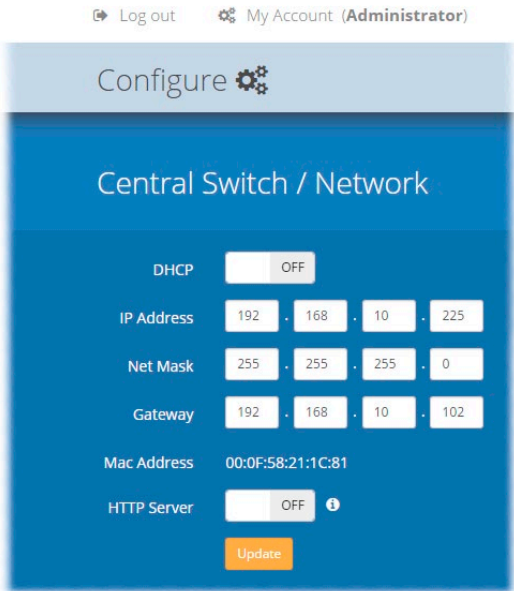 Log out My Account (Administrator)
Configure
Central Switch / Network
DHCP OFF
IP Address 192 . 168 . 10 . 225
Net Mask 255 . 255 . 255 . 0
Gateway 192 . 168 . 10 . 102
Mac Address 00:0F:58:21:1C:81
HTTP Server OFF i
Update